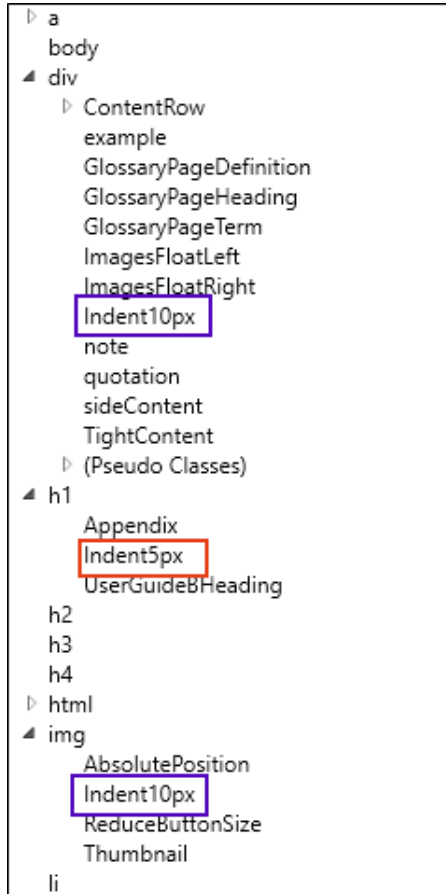 a
body
div
ContentRow
example
GlossaryPageDefinition
GlossaryPageHeading
GlossaryPageTerm
ImagesFloatLeft
ImagesFloatRight
Indent10px
note
quotation
sideContent
TightContent
(Pseudo Classes)
h1
Appendix
Indent5px
UserGuideBHeading
h2
h3
h4
html
img
AbsolutePosition
Indent10px
ReduceButtonSize
Thumbnail
li